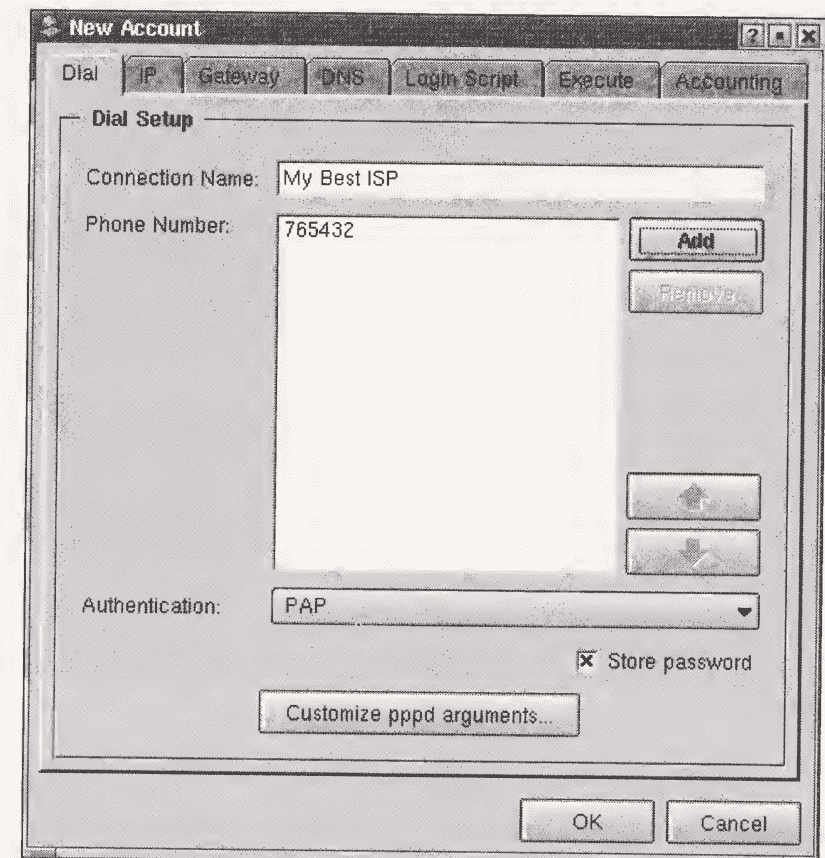 New Account
Dial IP Gateway DNS Login Script Execute Accounting
Dial Setup
Connection Name: My Best ISP
Phone Number: 765432
Add
Remove
Authentication: PAP
Store password
Customize pppd arguments...
OK Cancel